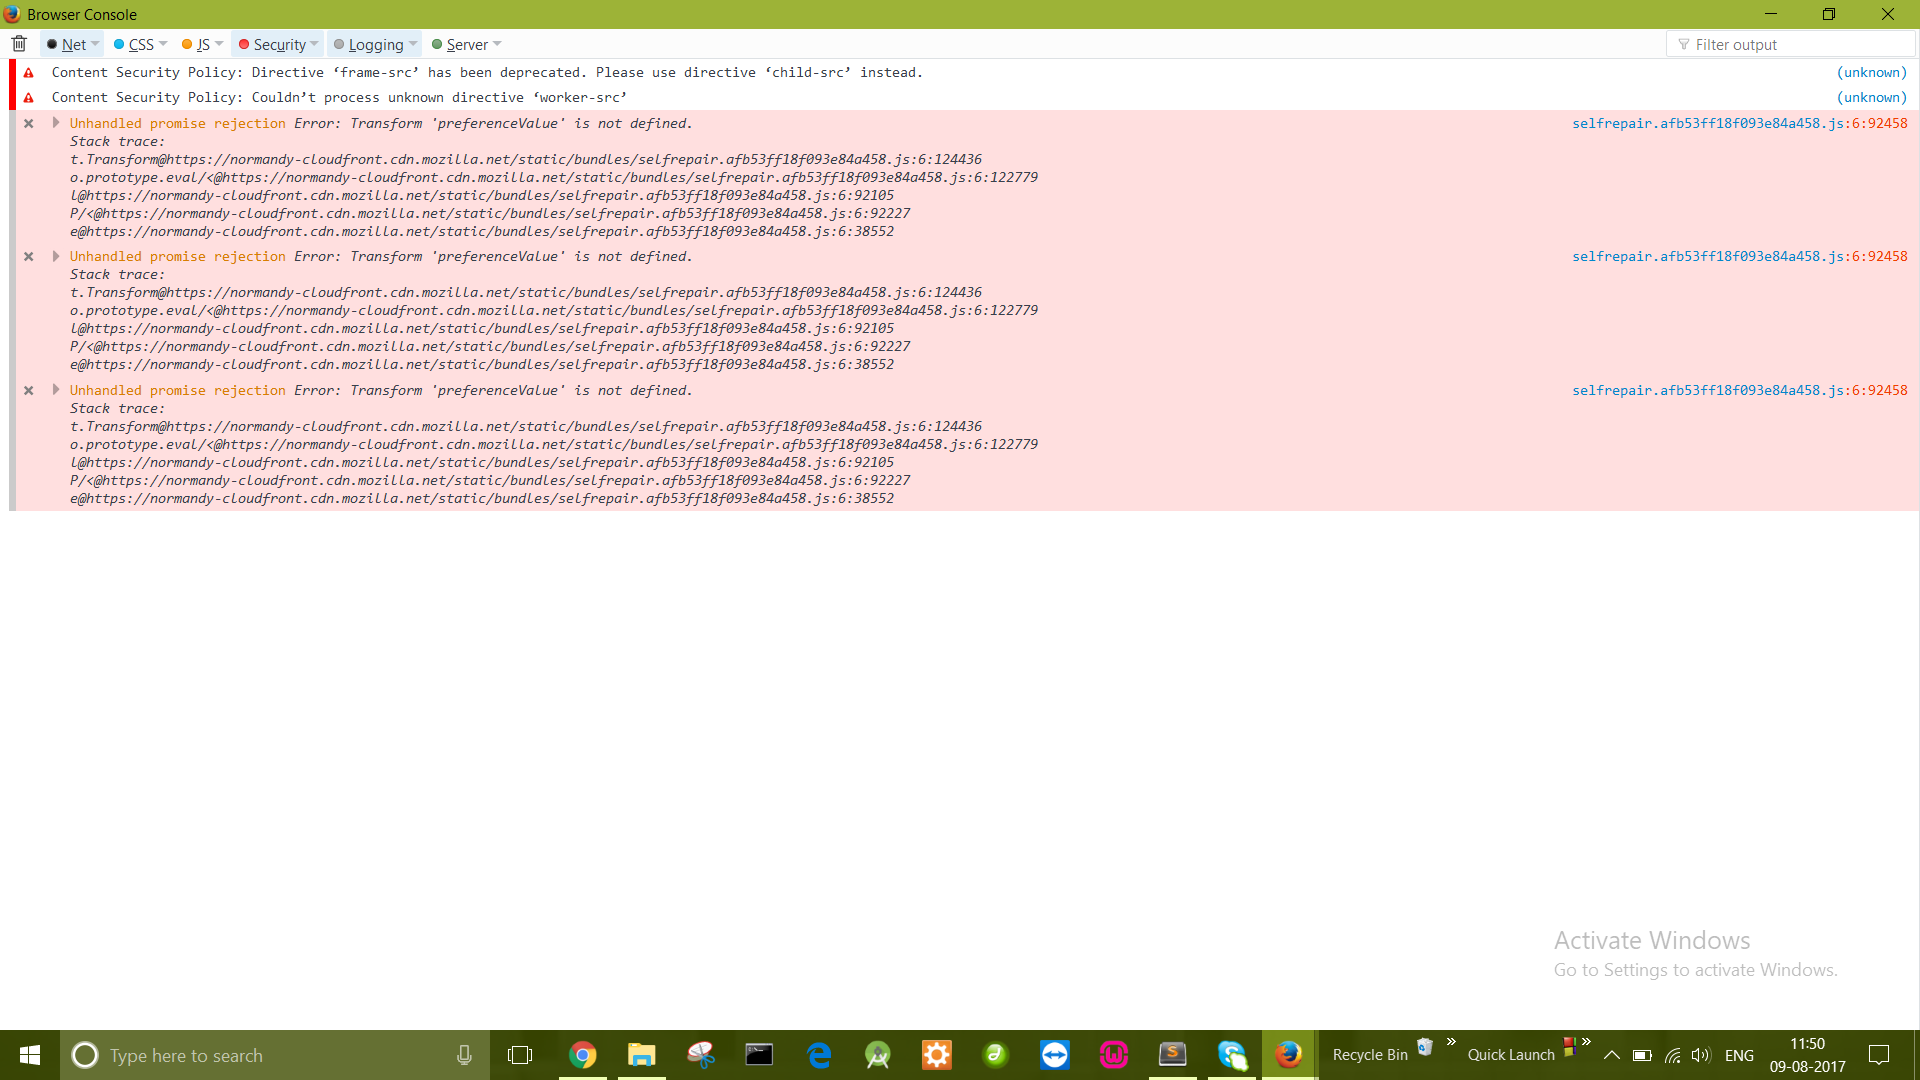 Browser Console
Net CSS JS Security Logging Server Filter output
Content Security Policy: Directive ‘frame-src’ has been deprecated. Please use directive ‘child-src’ instead. (unknown)
Content Security Policy: Couldn’t process unknown directive ‘worker-src’ (unknown)
Unhandled promise rejection Error: Transform 'preferenceValue' is not defined. selfrepair.afb53ff18f093e84a458.js:6:92458
Stack trace:
t.Transform@https://normandy-cloudfront.cdn.mozilla.net/static/bundles/selfrepair.afb53ff18f093e84a458.js:6:124436
o.prototype.eval/<@https://normandy-cloudfront.cdn.mozilla.net/static/bundles/selfrepair.afb53ff18f093e84a458.js:6:122779
l@https://normandy-cloudfront.cdn.mozilla.net/static/bundles/selfrepair.afb53ff18f093e84a458.js:6:92105
P/<@https://normandy-cloudfront.cdn.mozilla.net/static/bundles/selfrepair.afb53ff18f093e84a458.js:6:92227
e@https://normandy-cloudfront.cdn.mozilla.net/static/bundles/selfrepair.afb53ff18f093e84a458.js:6:38552
Unhandled promise rejection Error: Transform 'preferenceValue' is not defined. selfrepair.afb53ff18f093e84a458.js:6:92458
Stack trace:
t.Transform@https://normandy-cloudfront.cdn.mozilla.net/static/bundles/selfrepair.afb53ff18f093e84a458.js:6:124436
o.prototype.eval/<@https://normandy-cloudfront.cdn.mozilla.net/static/bundles/selfrepair.afb53ff18f093e84a458.js:6:122779
l@https://normandy-cloudfront.cdn.mozilla.net/static/bundles/selfrepair.afb53ff18f093e84a458.js:6:92105
P/<@https://normandy-cloudfront.cdn.mozilla.net/static/bundles/selfrepair.afb53ff18f093e84a458.js:6:92227
e@https://normandy-cloudfront.cdn.mozilla.net/static/bundles/selfrepair.afb53ff18f093e84a458.js:6:38552
Unhandled promise rejection Error: Transform 'preferenceValue' is not defined. selfrepair.afb53ff18f093e84a458.js:6:92458
Stack trace:
t.Transform@https://normandy-cloudfront.cdn.mozilla.net/static/bundles/selfrepair.afb53ff18f093e84a458.js:6:124436
o.prototype.eval/<@https://normandy-cloudfront.cdn.mozilla.net/static/bundles/selfrepair.afb53ff18f093e84a458.js:6:122779
l@https://normandy-cloudfront.cdn.mozilla.net/static/bundles/selfrepair.afb53ff18f093e84a458.js:6:92105
P/<@https://normandy-cloudfront.cdn.mozilla.net/static/bundles/selfrepair.afb53ff18f093e84a458.js:6:92227
e@https://normandy-cloudfront.cdn.mozilla.net/static/bundles/selfrepair.afb53ff18f093e84a458.js:6:38552
Activate Windows
Go to Settings to activate Windows.
Type here to search
Recycle Bin » Quick Launch » ENG
11:50
09-08-2017